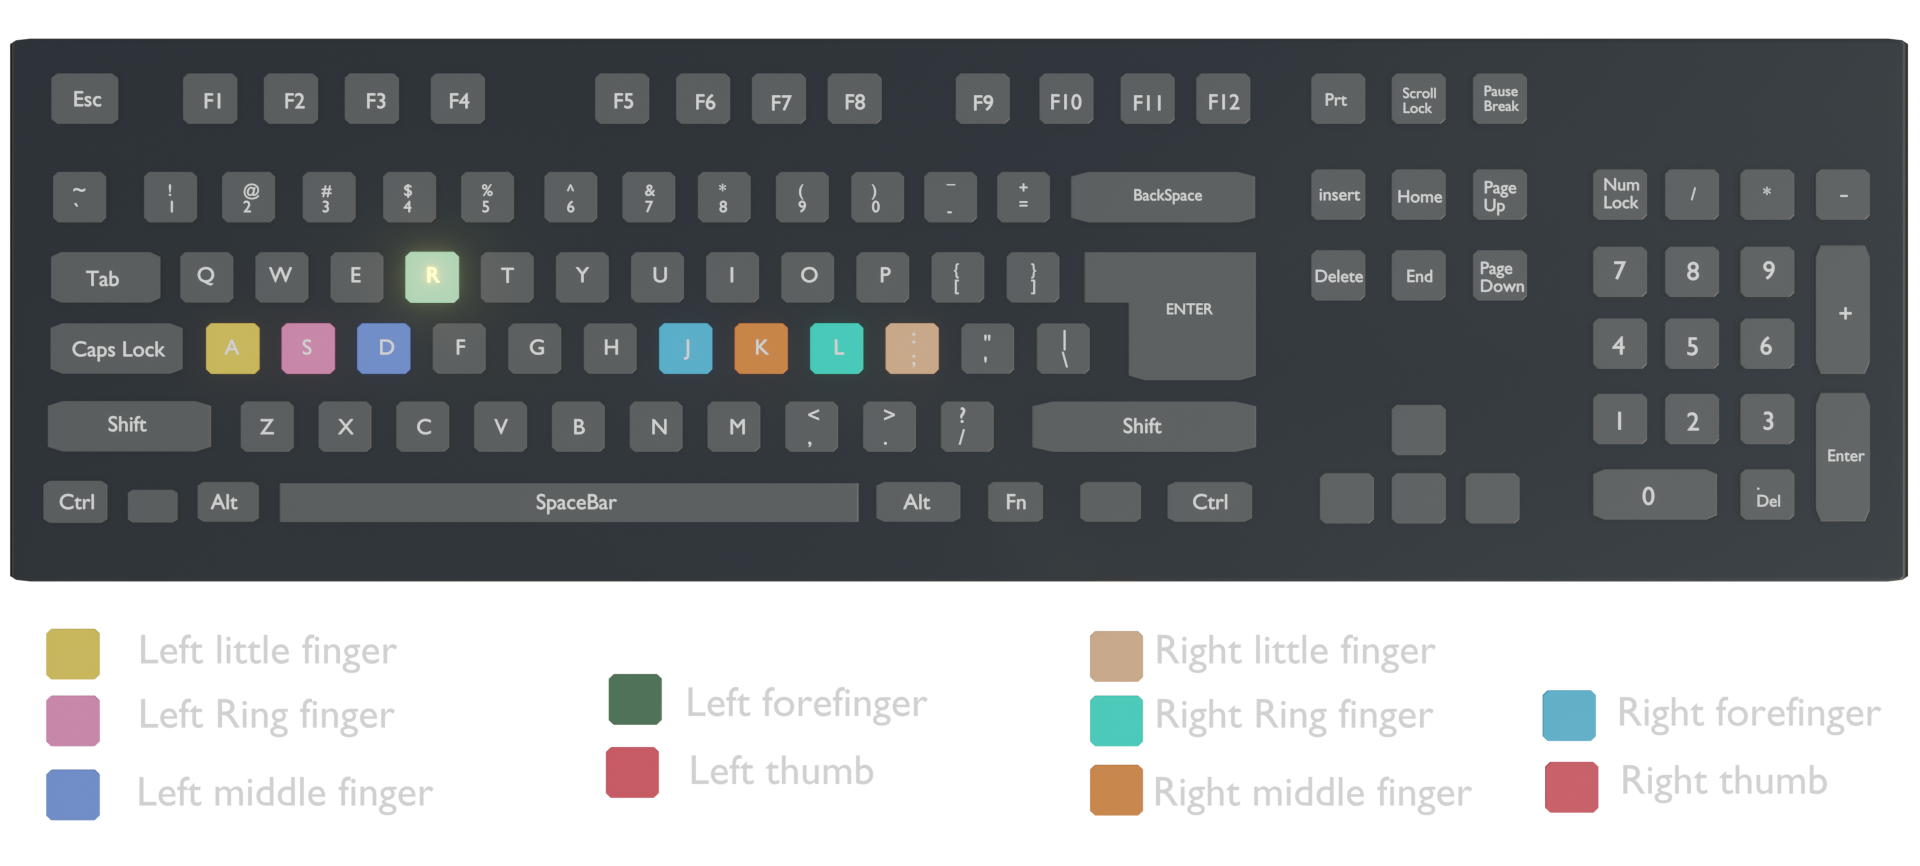 Esc F1 F2 F3 F4 F5 F6 F7 F8 F9 F10 F11 F12 Prt Scroll Lock Pause Break
~ ` ! 1 @ 2 # 3 $ 4 % 5 ^ 6 & 7 * 8 ( 9 ) 0 _ - + = BackSpace insert Home Page Up Num Lock / * -
Tab Q W E R T Y U I O P { [ } ] ENTER Delete End Page Down 7 8 9 +
Caps Lock A S D F G H J K L : ; " ' | \ 4 5 6
Shift Z X C V B N M < , > . ? / Shift 1 2 3 Enter
Ctrl Alt SpaceBar Alt Fn Ctrl 0 . Del
Left little finger
Left Ring finger
Left middle finger
Left forefinger
Left thumb
Right little finger
Right Ring finger
Right middle finger
Right forefinger
Right thumb